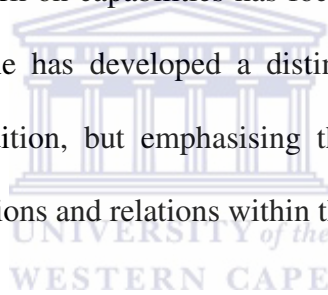 on capabilities has
e has developed a distin
ition, but emphasising th
ions and relations within th
UNIVERSITY of the
WESTERN CAPE